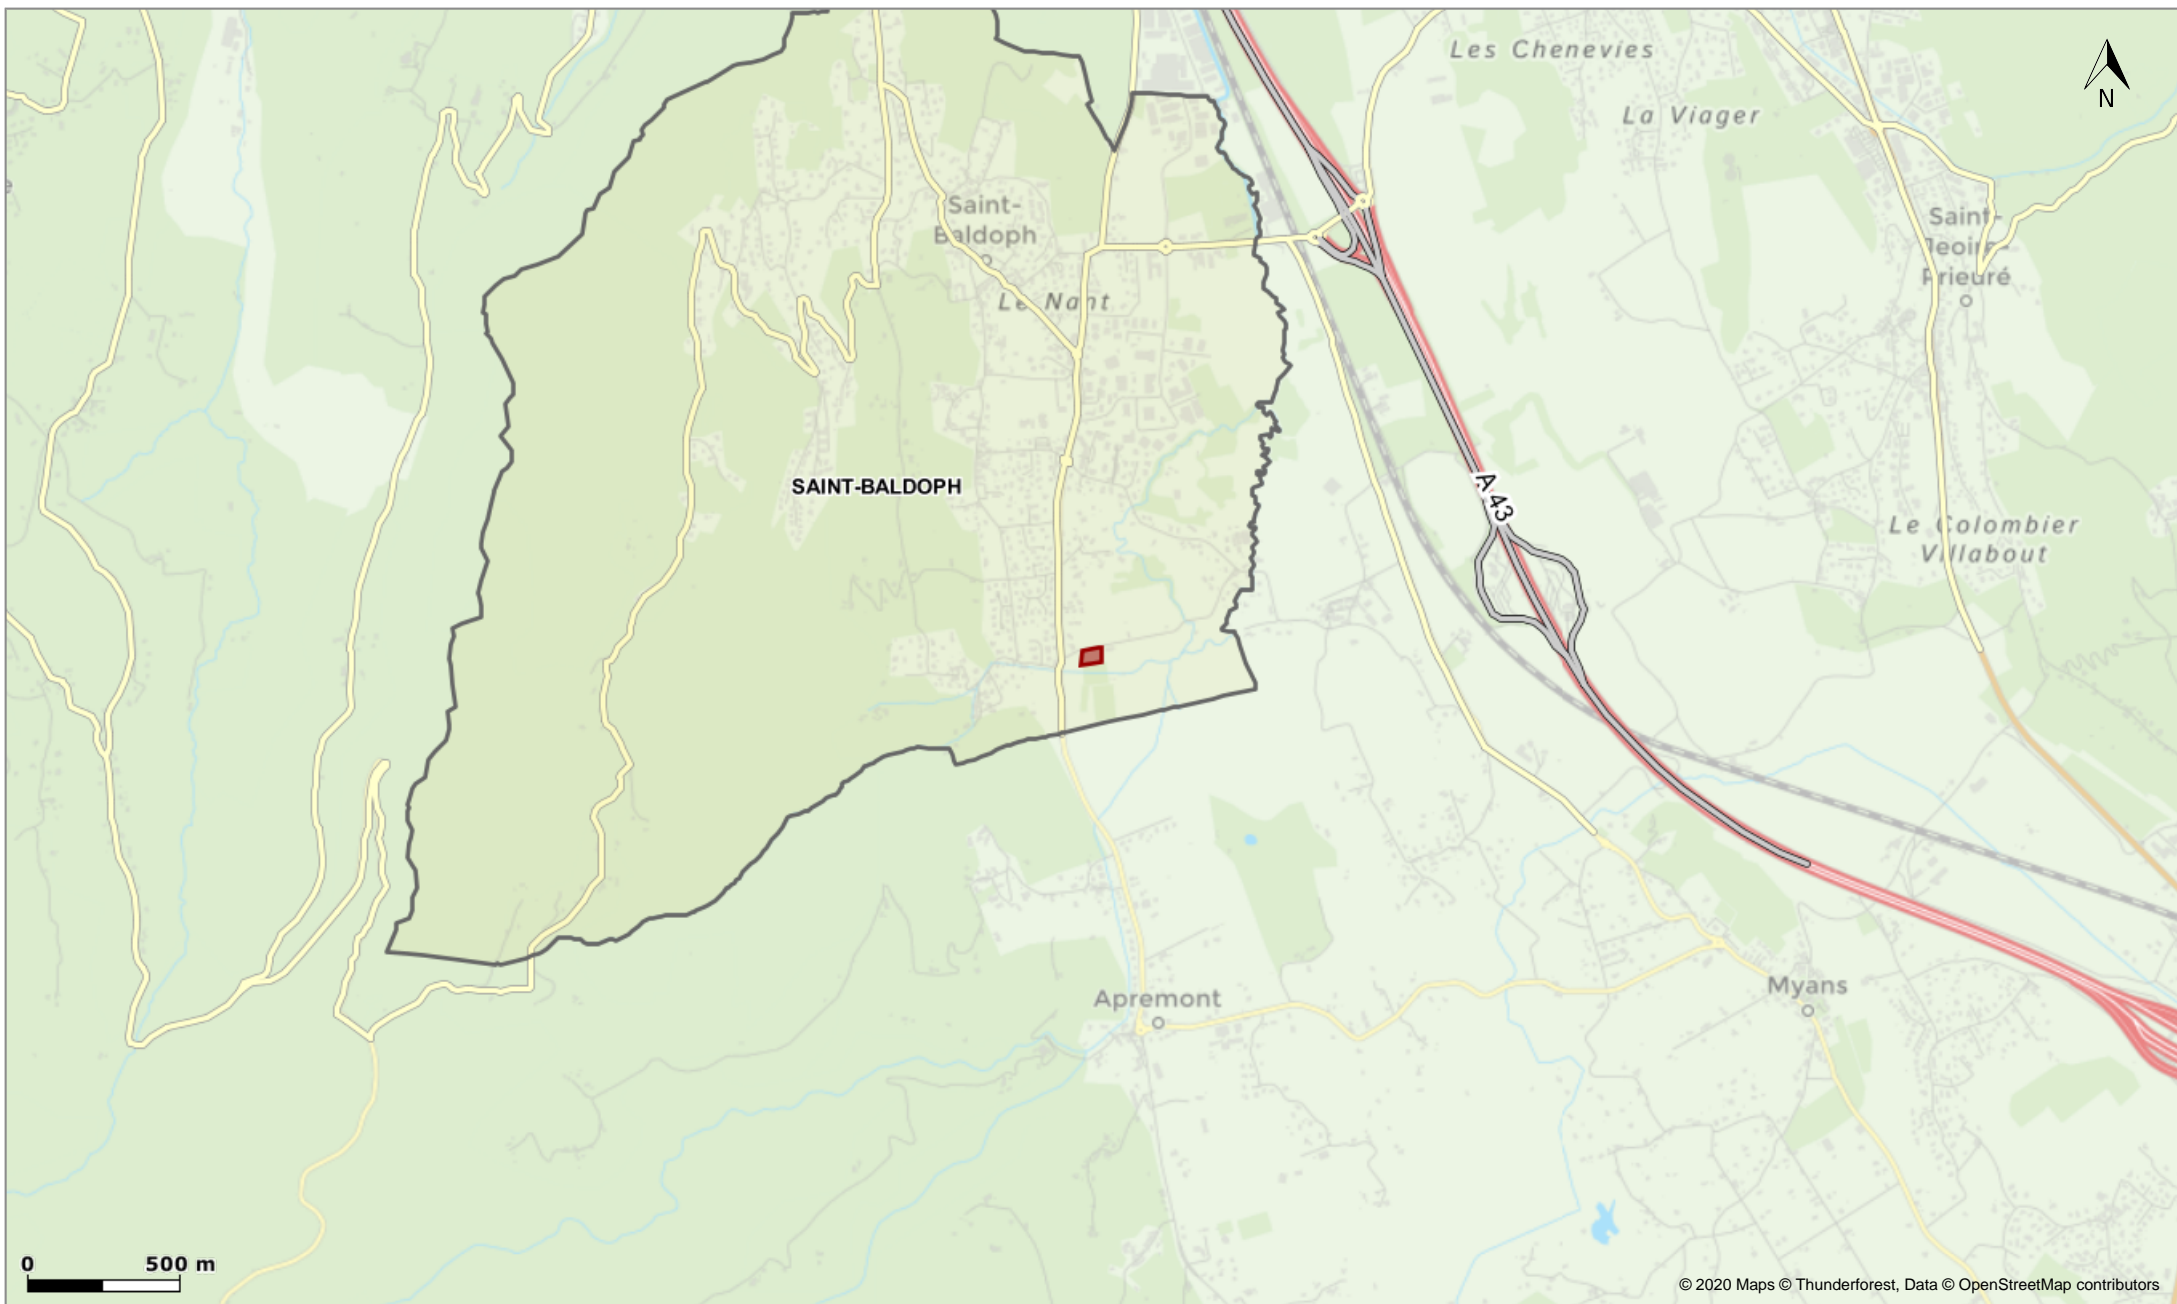 Les Chenevies
La Viager
N
Saint-
Baldoph
Saint-
Jeoire-
Prieuré
Le Nant
SAINT-BALDOPH
A 43
Le Colombier
Villabout
Apremont
Myans
0 500 m
© 2020 Maps © Thunderforest, Data © OpenStreetMap contributors